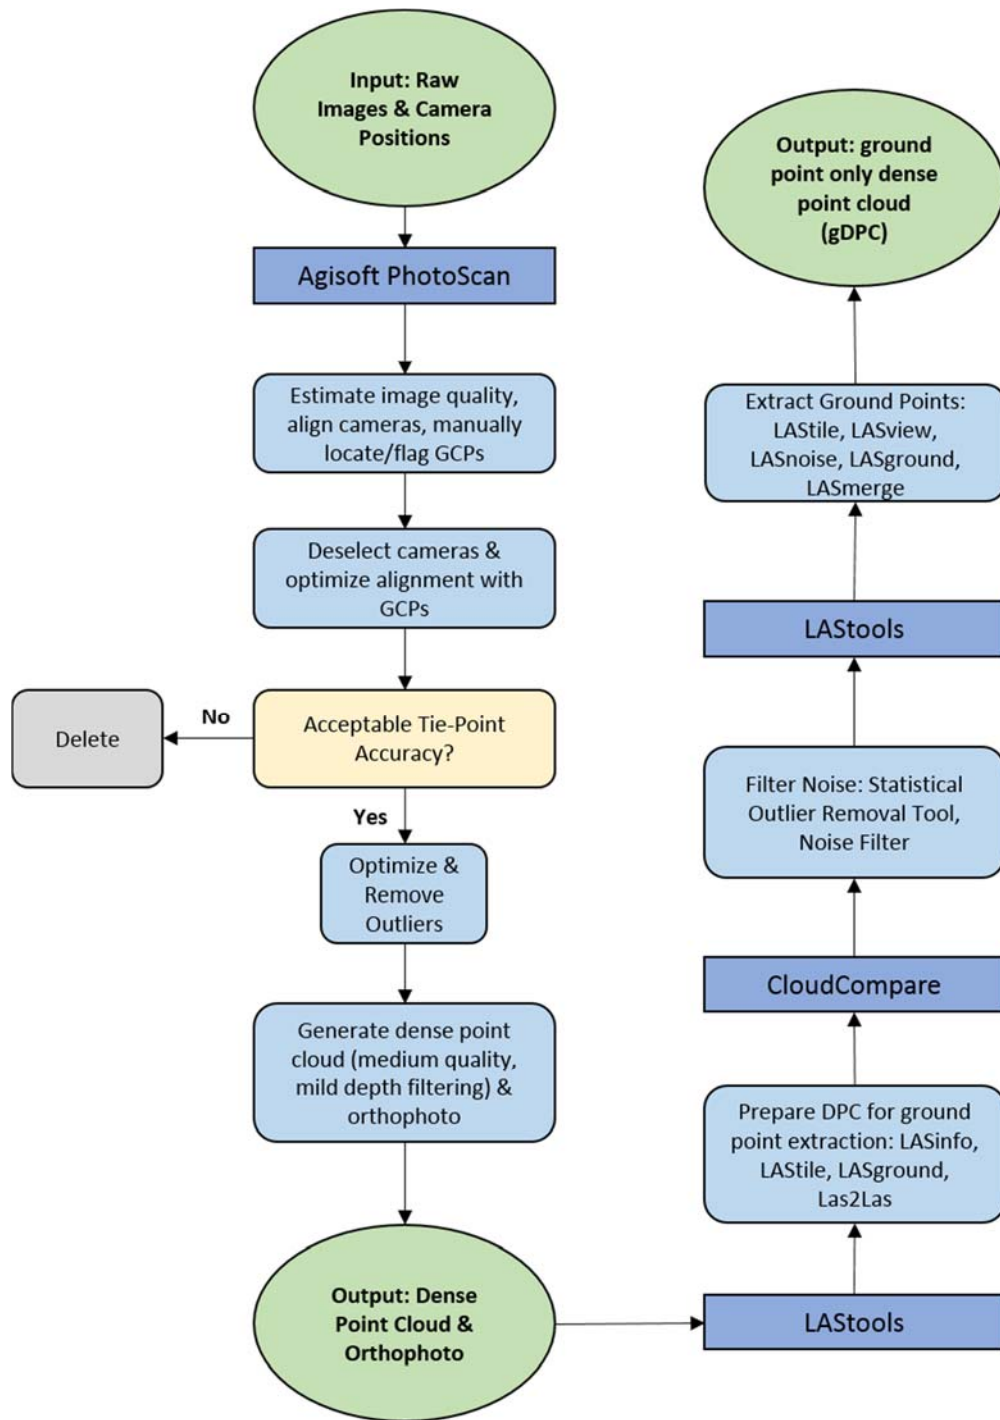 Input: Raw
Images & Camera
Positions
Agisoft PhotoScan
Estimate image quality,
align cameras, manually
locate/flag GCPs
Deselect cameras &
optimize alignment with
GCPs
Acceptable Tie-Point
Accuracy?
No
Delete
Yes
Optimize &
Remove
Outliers
Generate dense point
cloud (medium quality,
mild depth filtering) &
orthophoto
Output: Dense
Point Cloud &
Orthophoto
LAStools
Prepare DPC for ground
point extraction: LASinfo,
LAStile, LASground,
Las2Las
CloudCompare
Filter Noise: Statistical
Outlier Removal Tool,
Noise Filter
LAStools
Extract Ground Points:
LAStile, LASview,
LASnoise, LASground,
LASmerge
Output: ground
point only dense
point cloud
(gDPC)